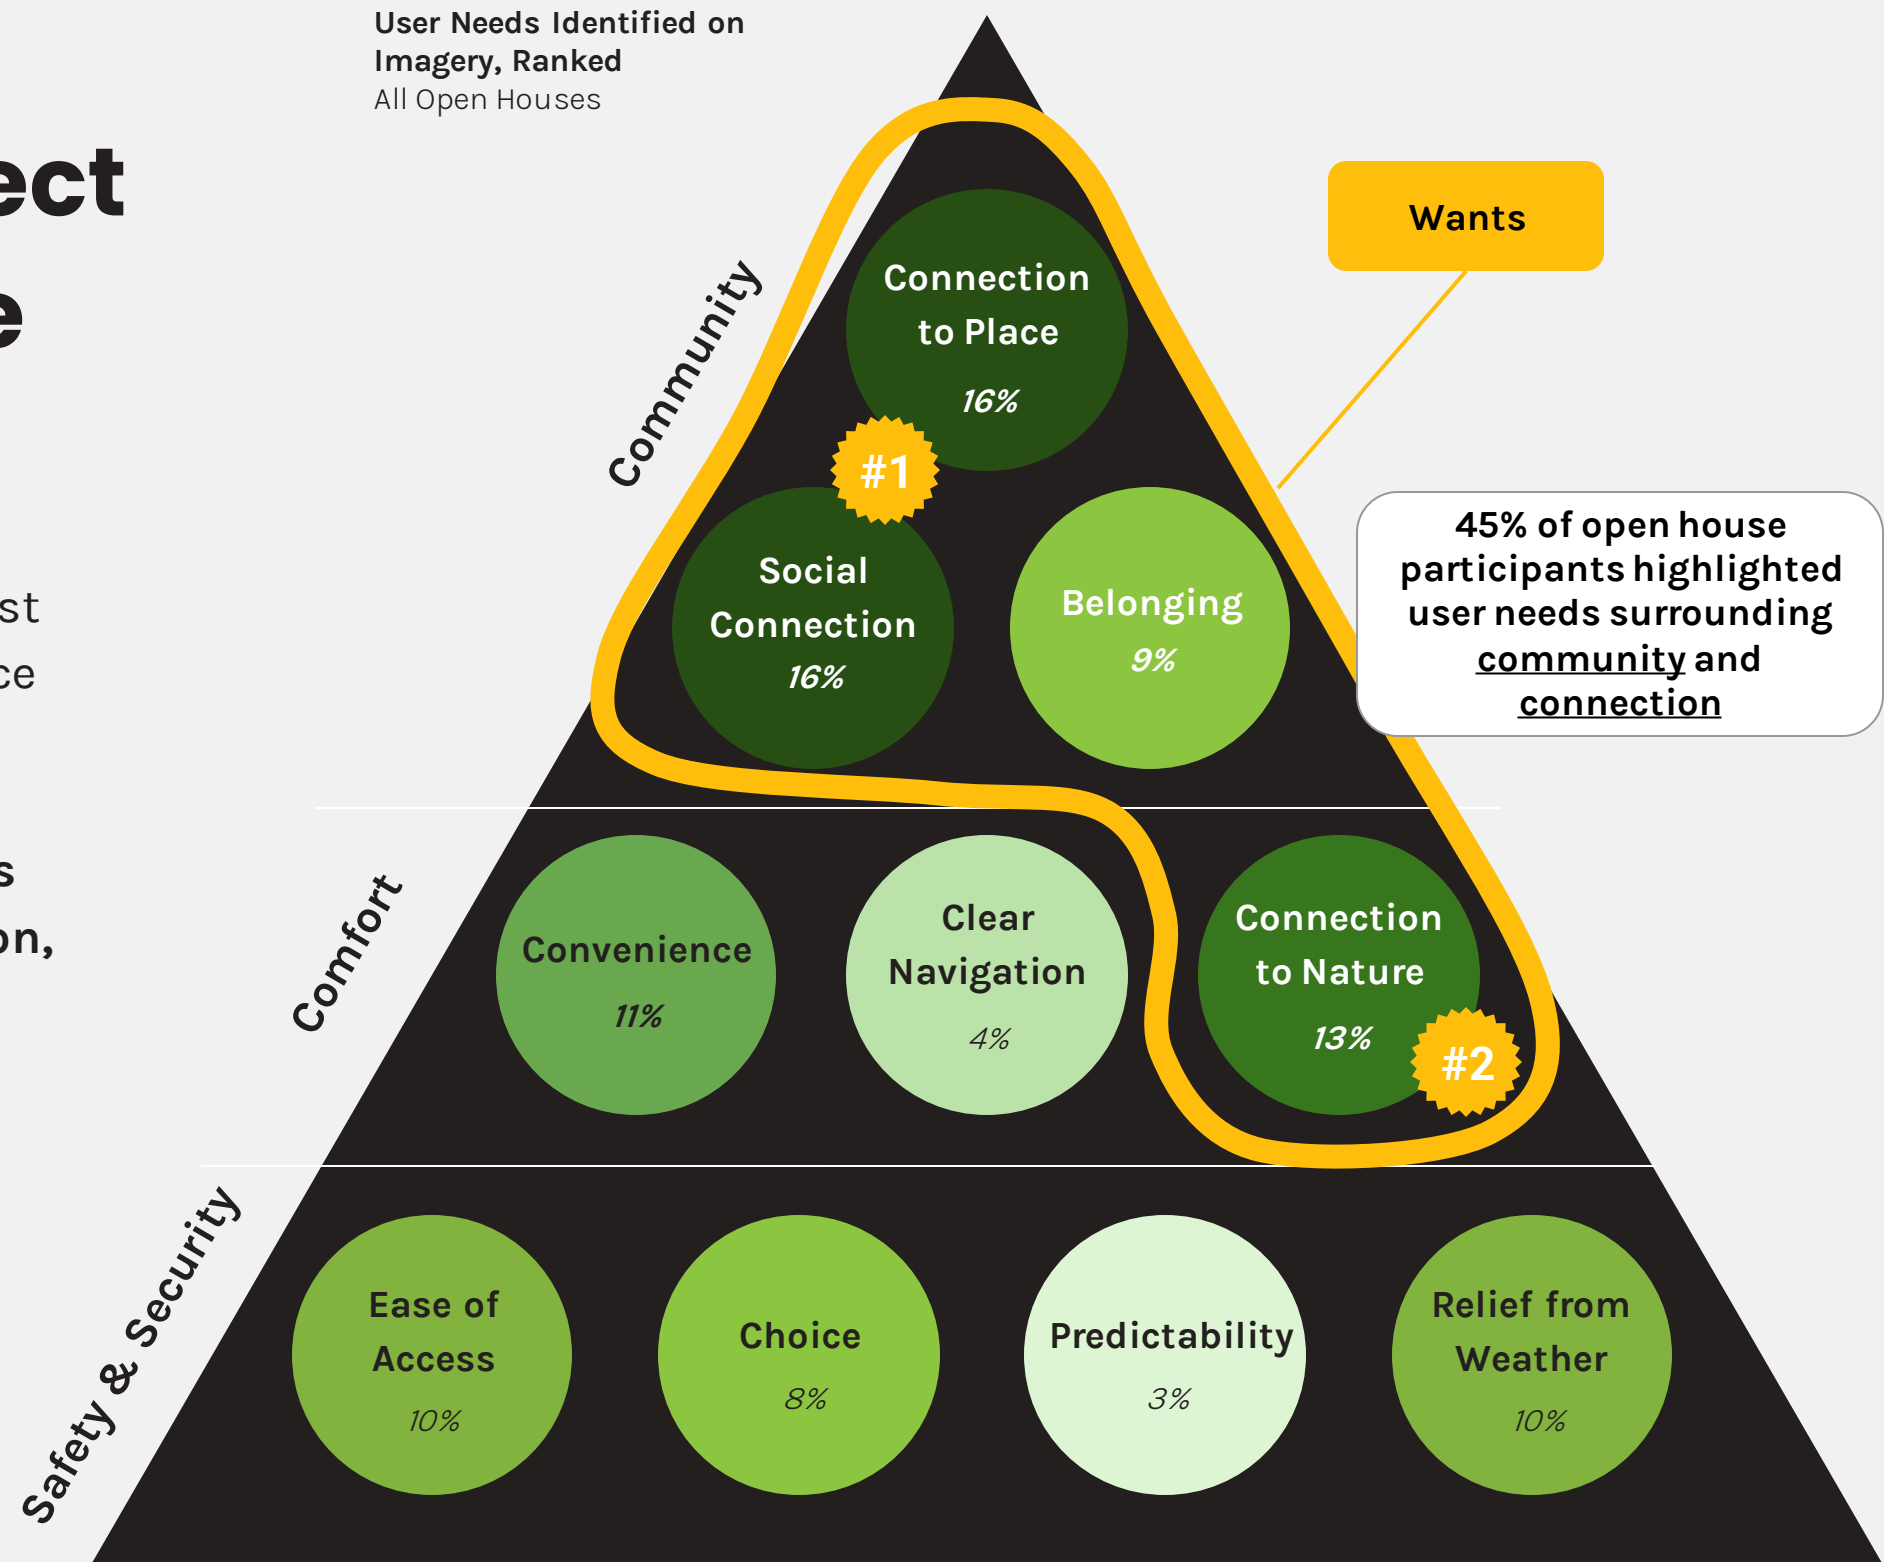 User Needs Identified on
Imagery, Ranked
All Open Houses
ect
e
st
ce
s
on,
Wants
45% of open house
participants highlighted
user needs surrounding
community and
connection
Community
Connection
to Place
16%
#1
Social
Connection
16%
Belonging
9%
Comfort
Convenience
11%
Clear
Navigation
4%
Connection
to Nature
13%
#2
Safety & Security
Ease of
Access
10%
Choice
8%
Predictability
3%
Relief from
Weather
10%